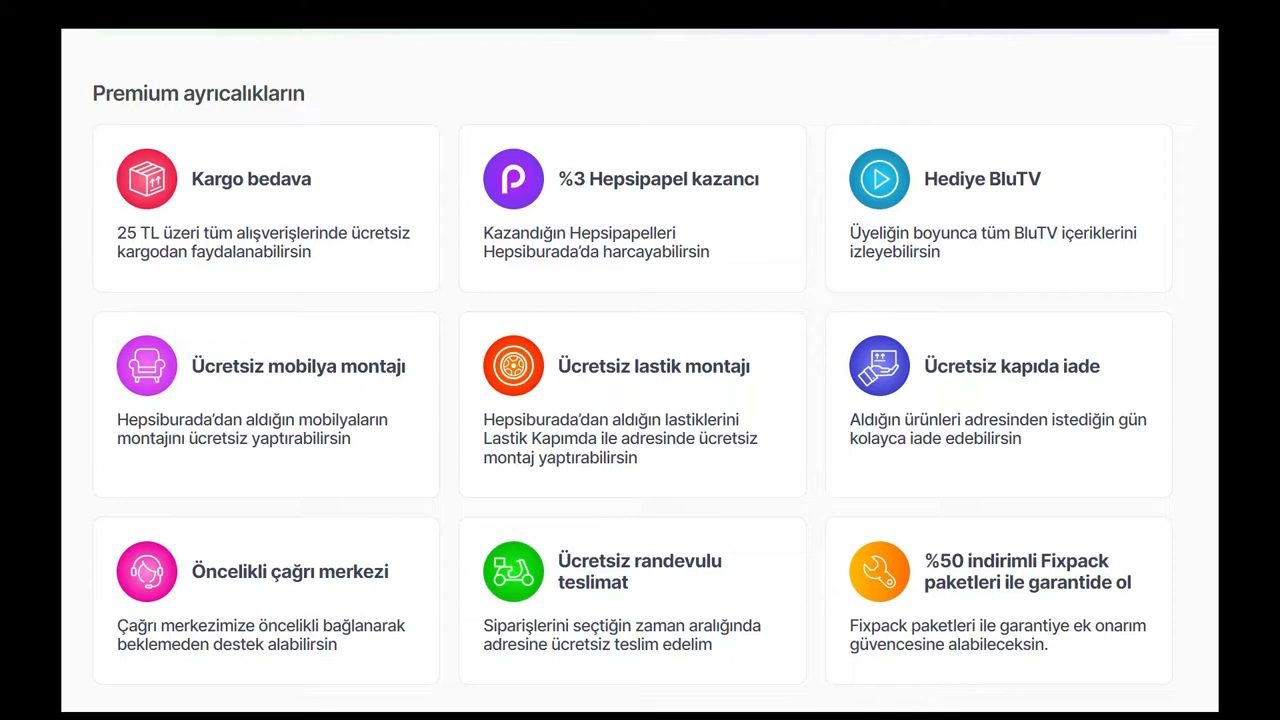 Premium ayrıcalıkların
Kargo bedava
25 TL üzeri tüm alışverişlerinde ücretsiz
kargodan faydalanabilirsin
%3 Hepsipapel kazancı
Kazandığın Hepsipapelleri
Hepsiburada'da harcayabilirsin
Hediye BluTV
Üyeliğin boyunca tüm BluTV içeriklerini
izleyebilirsin
Ücretsiz mobilya montajı
Hepsiburada'dan aldığın mobilyaların
montajını ücretsiz yaptırabilirsin
Ücretsiz lastik montajı
Hepsiburada'dan aldığın lastiklerini
Lastik Kapımda ile adresinde ücretsiz
montaj yaptırabilirsin
Ücretsiz kapıda iade
Aldığın ürünleri adresinden istediğin gün
kolayca iade edebilirsin
Öncelikli çağrı merkezi
Çağrı merkezimize öncelikli bağlanarak
beklemeden destek alabilirsin
Ücretsiz randevulu
teslimat
Siparişlerini seçtiğin zaman aralığında
adresine ücretsiz teslim edelim
%50 indirimli Fixpack
paketleri ile garantide ol
Fixpack paketleri ile garantiye ek onarım
güvencesine alabileceksin.